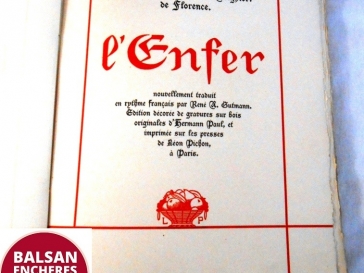 de Florence.
l'Enfer
nouvellement traduit
en rythme français par René A. Gutmann.
Édition décorée de gravures sur bois
originales d'Hermann Paul, et
imprimée sur les presses
de Léon Pichon,
à Paris.
L P
BALSAN
ENCHERES